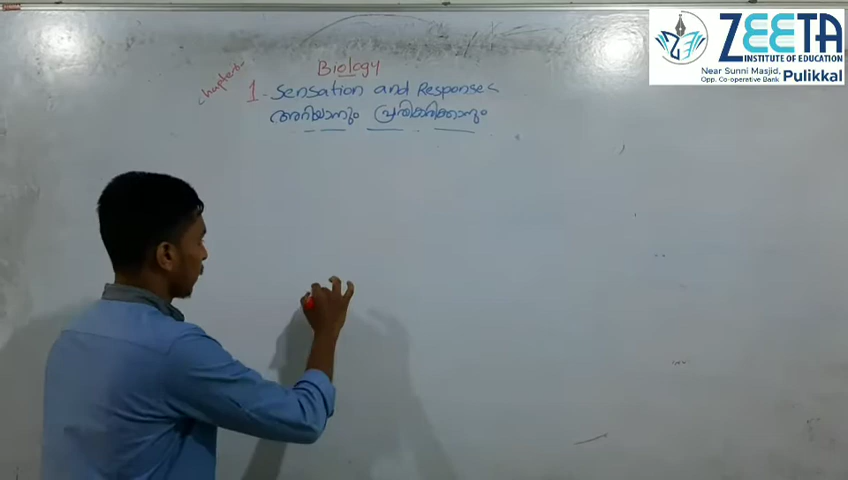 Biology
chapter:-
1 - Sensation and Responses
അറിയാനും പ്രതികരിക്കാനും
ZEETA
INSTITUTE OF EDUCATION
Near Sunni Masjid,
Opp. Co-operative Bank Pulikkal